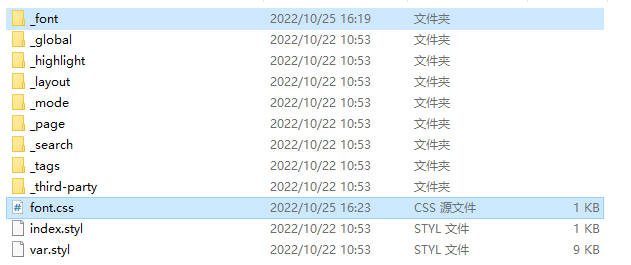 _font 2022/10/25 16:19 文件夹
_global 2022/10/22 10:53 文件夹
_highlight 2022/10/22 10:53 文件夹
_layout 2022/10/22 10:53 文件夹
_mode 2022/10/22 10:53 文件夹
_page 2022/10/22 10:53 文件夹
_search 2022/10/22 10:53 文件夹
_tags 2022/10/22 10:53 文件夹
_third-party 2022/10/22 10:53 文件夹
font.css 2022/10/25 16:23 CSS 源文件 1 KB
index.styl 2022/10/22 10:53 STYL 文件 1 KB
var.styl 2022/10/22 10:53 STYL 文件 9 KB